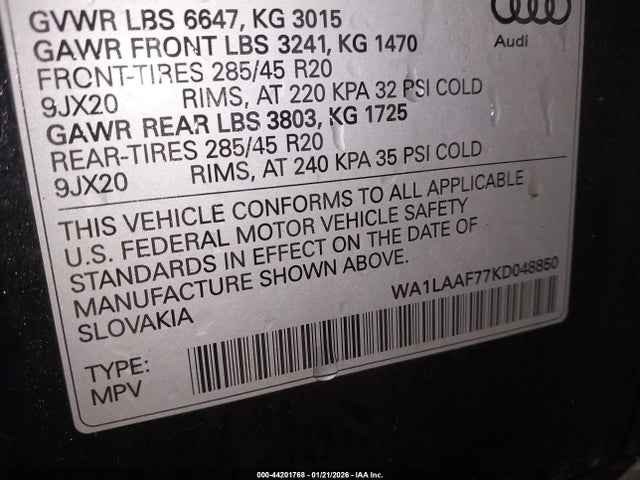 GVWR LBS 6647, KG 3015
GAWR FRONT LBS 3241, KG 1470
FRONT-TIRES 285/45 R20
9JX20 RIMS, AT 220 KPA 32 PSI COLD
GAWR REAR LBS 3803, KG 1725
REAR-TIRES 285/45 R20
9JX20 RIMS, AT 240 KPA 35 PSI COLD
Audi
THIS VEHICLE CONFORMS TO ALL APPLICABLE
U.S. FEDERAL MOTOR VEHICLE SAFETY
STANDARDS IN EFFECT ON THE DATE OF
MANUFACTURE SHOWN ABOVE.
SLOVAKIA
WA1LAAF77KD048850
TYPE:
MPV
000-44201768 - 01/21/2026 - IAA Inc.